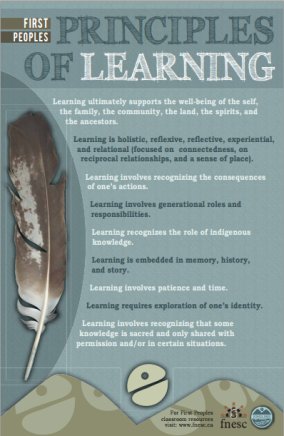 FIRST
PEOPLES
PRINCIPLES
OF LEARNING
Learning ultimately supports the well-being of the self,
the family, the community, the land, the spirits, and
the ancestors.
Learning is holistic, reflexive, reflective, experiential,
and relational (focused on connectedness, on
reciprocal relationships, and a sense of place).
Learning involves recognizing the consequences
of one's actions.
Learning involves generational roles and
responsibilities.
Learning recognizes the role of indigenous
knowledge.
Learning is embedded in memory, history,
and story.
Learning involves patience and time.
Learning requires exploration of one's identity.
Learning involves recognizing that some
knowledge is sacred and only shared with
permission and/or in certain situations.
For First Peoples
classroom resources
visit: www.fnesc.ca
fnesc